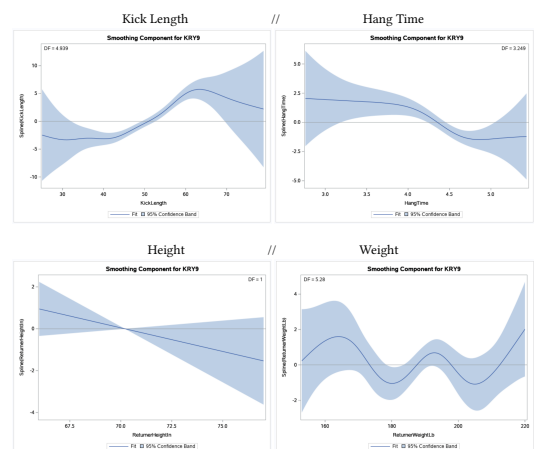 Kick Length // Hang Time
Smoothing Component for KRY9
DF = 4.939
Spline(KickLength)
10
5
0
-5
-10
30 40 50 60 70
KickLength
Fit 95% Confidence Band
Smoothing Component for KRY9
DF = 3.249
Spline(HangTime)
5.0
2.5
0.0
-2.5
-5.0
3.0 3.5 4.0 4.5 5.0
HangTime
Fit 95% Confidence Band
Height // Weight
Smoothing Component for KRY9
DF = 1
Spline(ReturnerHeightIn)
2
0
-2
-4
67.5 70.0 72.5 75.0
ReturnerHeightIn
Fit 95% Confidence Band
Smoothing Component for KRY9
DF = 5.28
Spline(ReturnerWeightLb)
4
2
0
-2
160 180 200 220
ReturnerWeightLb
Fit 95% Confidence Band